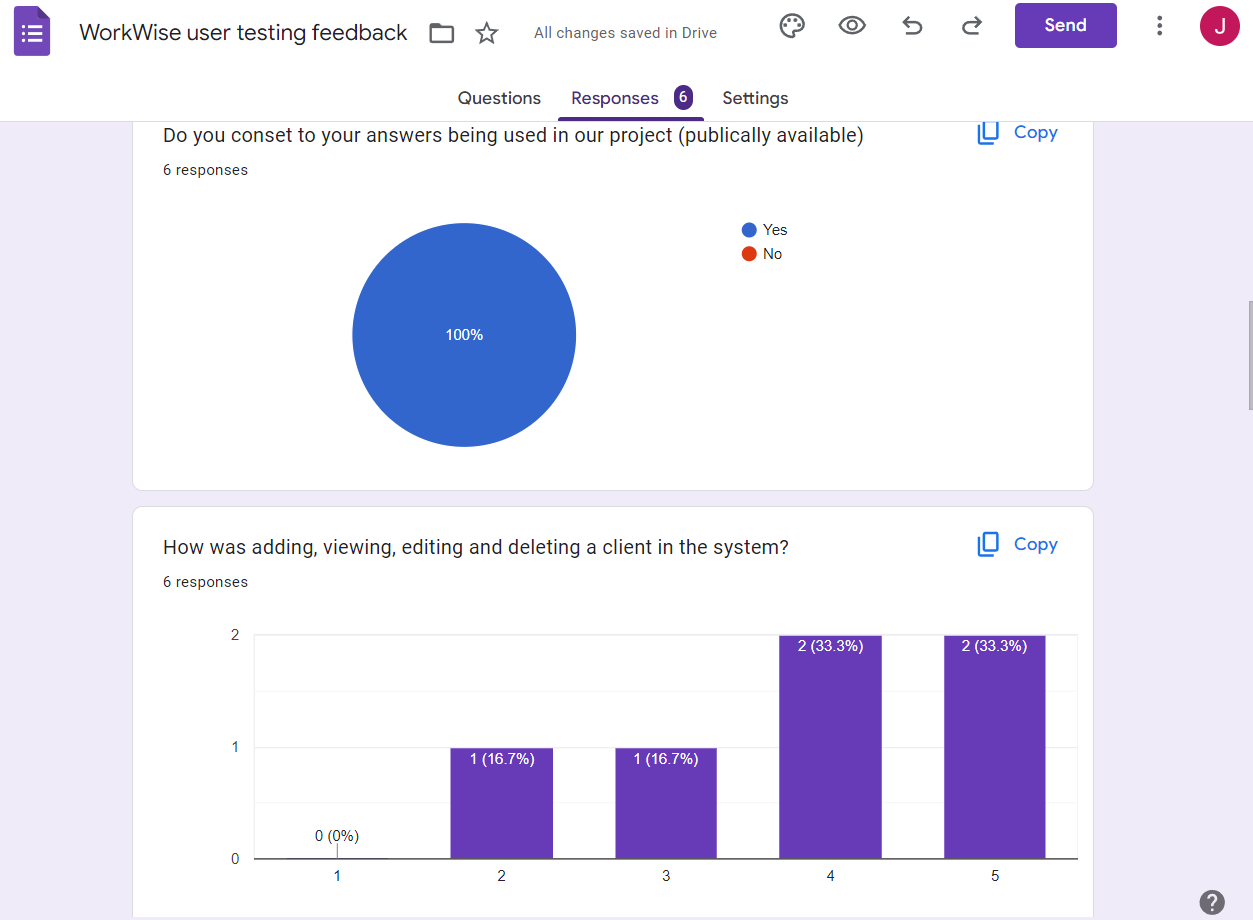 WorkWise user testing feedback
All changes saved in Drive
Send
J
Questions
Responses 6
Settings
Do you conset to your answers being used in our project (publically available)
Copy
6 responses
Yes
No
100%
How was adding, viewing, editing and deleting a client in the system?
Copy
6 responses
2
1
0
0 (0%)
1 (16.7%)
1 (16.7%)
2 (33.3%)
2 (33.3%)
1
2
3
4
5
?